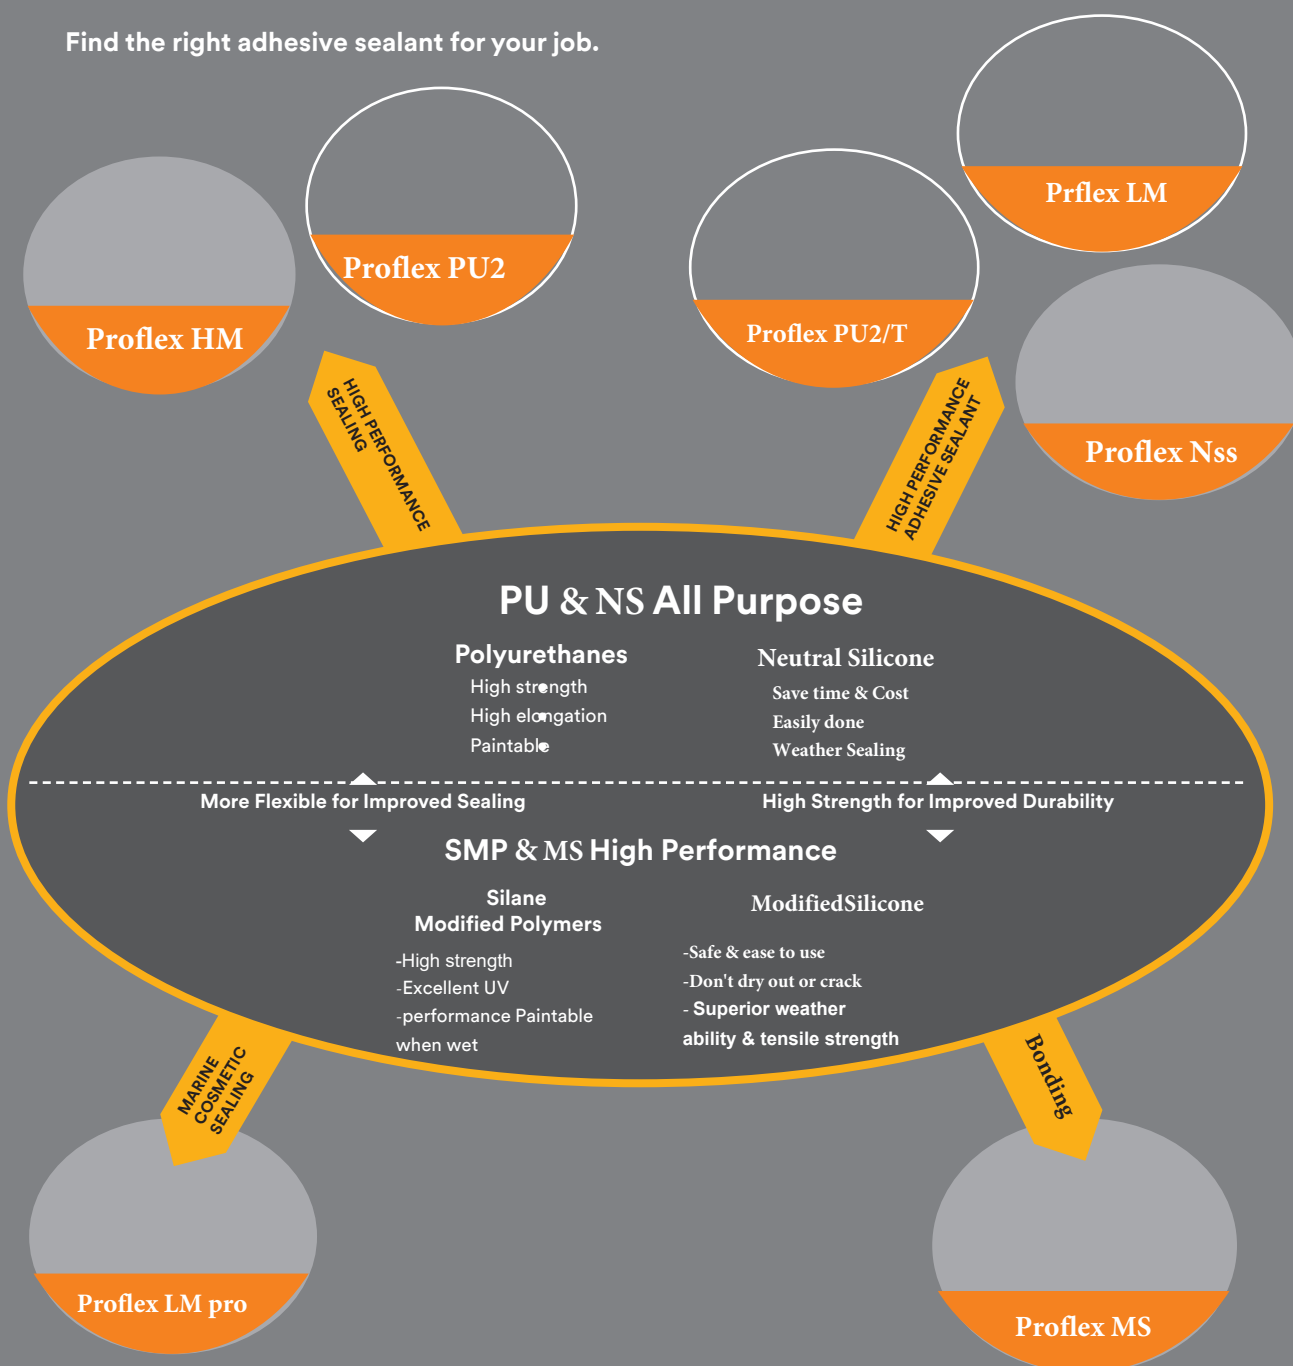 Find the right adhesive sealant for your job.
Prflex LM
Proflex PU2
Proflex HM
Proflex PU2/T
Proflex Nss
HIGH PERFORMANCE
SEALING
HIGH PERFORMANCE
ADHESIVE SEALANT
PU & NS All Purpose
Polyurethanes
High strength
High elongation
Paintable
Neutral Silicone
Save time & Cost
Easily done
Weather Sealing
More Flexible for Improved Sealing
High Strength for Improved Durability
SMP & MS High Performance
Silane
Modified Polymers
-High strength
-Excellent UV
-performance Paintable
when wet
ModifiedSilicone
-Safe & ease to use
-Don't dry out or crack
- Superior weather
ability & tensile strength
MARINE
COSMETIC
SEALING
Bonding
Proflex LM pro
Proflex MS